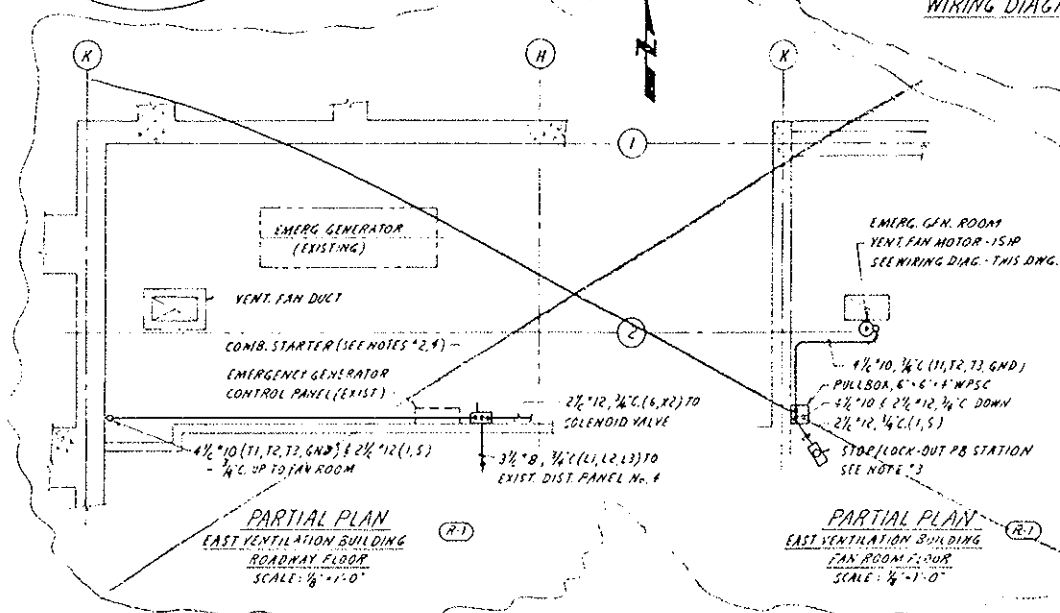 WIRING DIAG
K
H
K
N
1
EMERG GENERATOR
(EXISTING)
VENT. FAN DUCT
2
COMB. STARTER (SEE NOTES #2,4)
EMERGENCY GENERATOR
CONTROL PANEL (EXIST)
2/C #12, 3/4"C.(6,X2) TO
SOLENOID VALVE
4/C #10 (T1,T2,T3,GND) & 2/C #12 (1,5)
- 3/4"C. UP TO FAN ROOM
3/C #8, 3/4"C (L1,L2,L3) TO
EXIST. DIST. PANEL No. 4
EMERG. GEN. ROOM
VENT. FAN MOTOR - 15HP
SEE WIRING DIAG. - THIS DWG.
4/C #10, 3/4"C (T1,T2,T3,GND)
PULLBOX, 6"×6"×4" WPSC
4/C #10 & 2/C #12, 3/4"C DOWN
2/C #12, 3/4"C (1,5)
STOP/LOCK-OUT PB STATION
SEE NOTE #3
PARTIAL PLAN
EAST VENTILATION BUILDING
ROADWAY FLOOR
SCALE: 1/8"=1'-0"
R-1
PARTIAL PLAN
EAST VENTILATION BUILDING
FAN ROOM FLOOR
SCALE: 1/8"=1'-0"
R-1